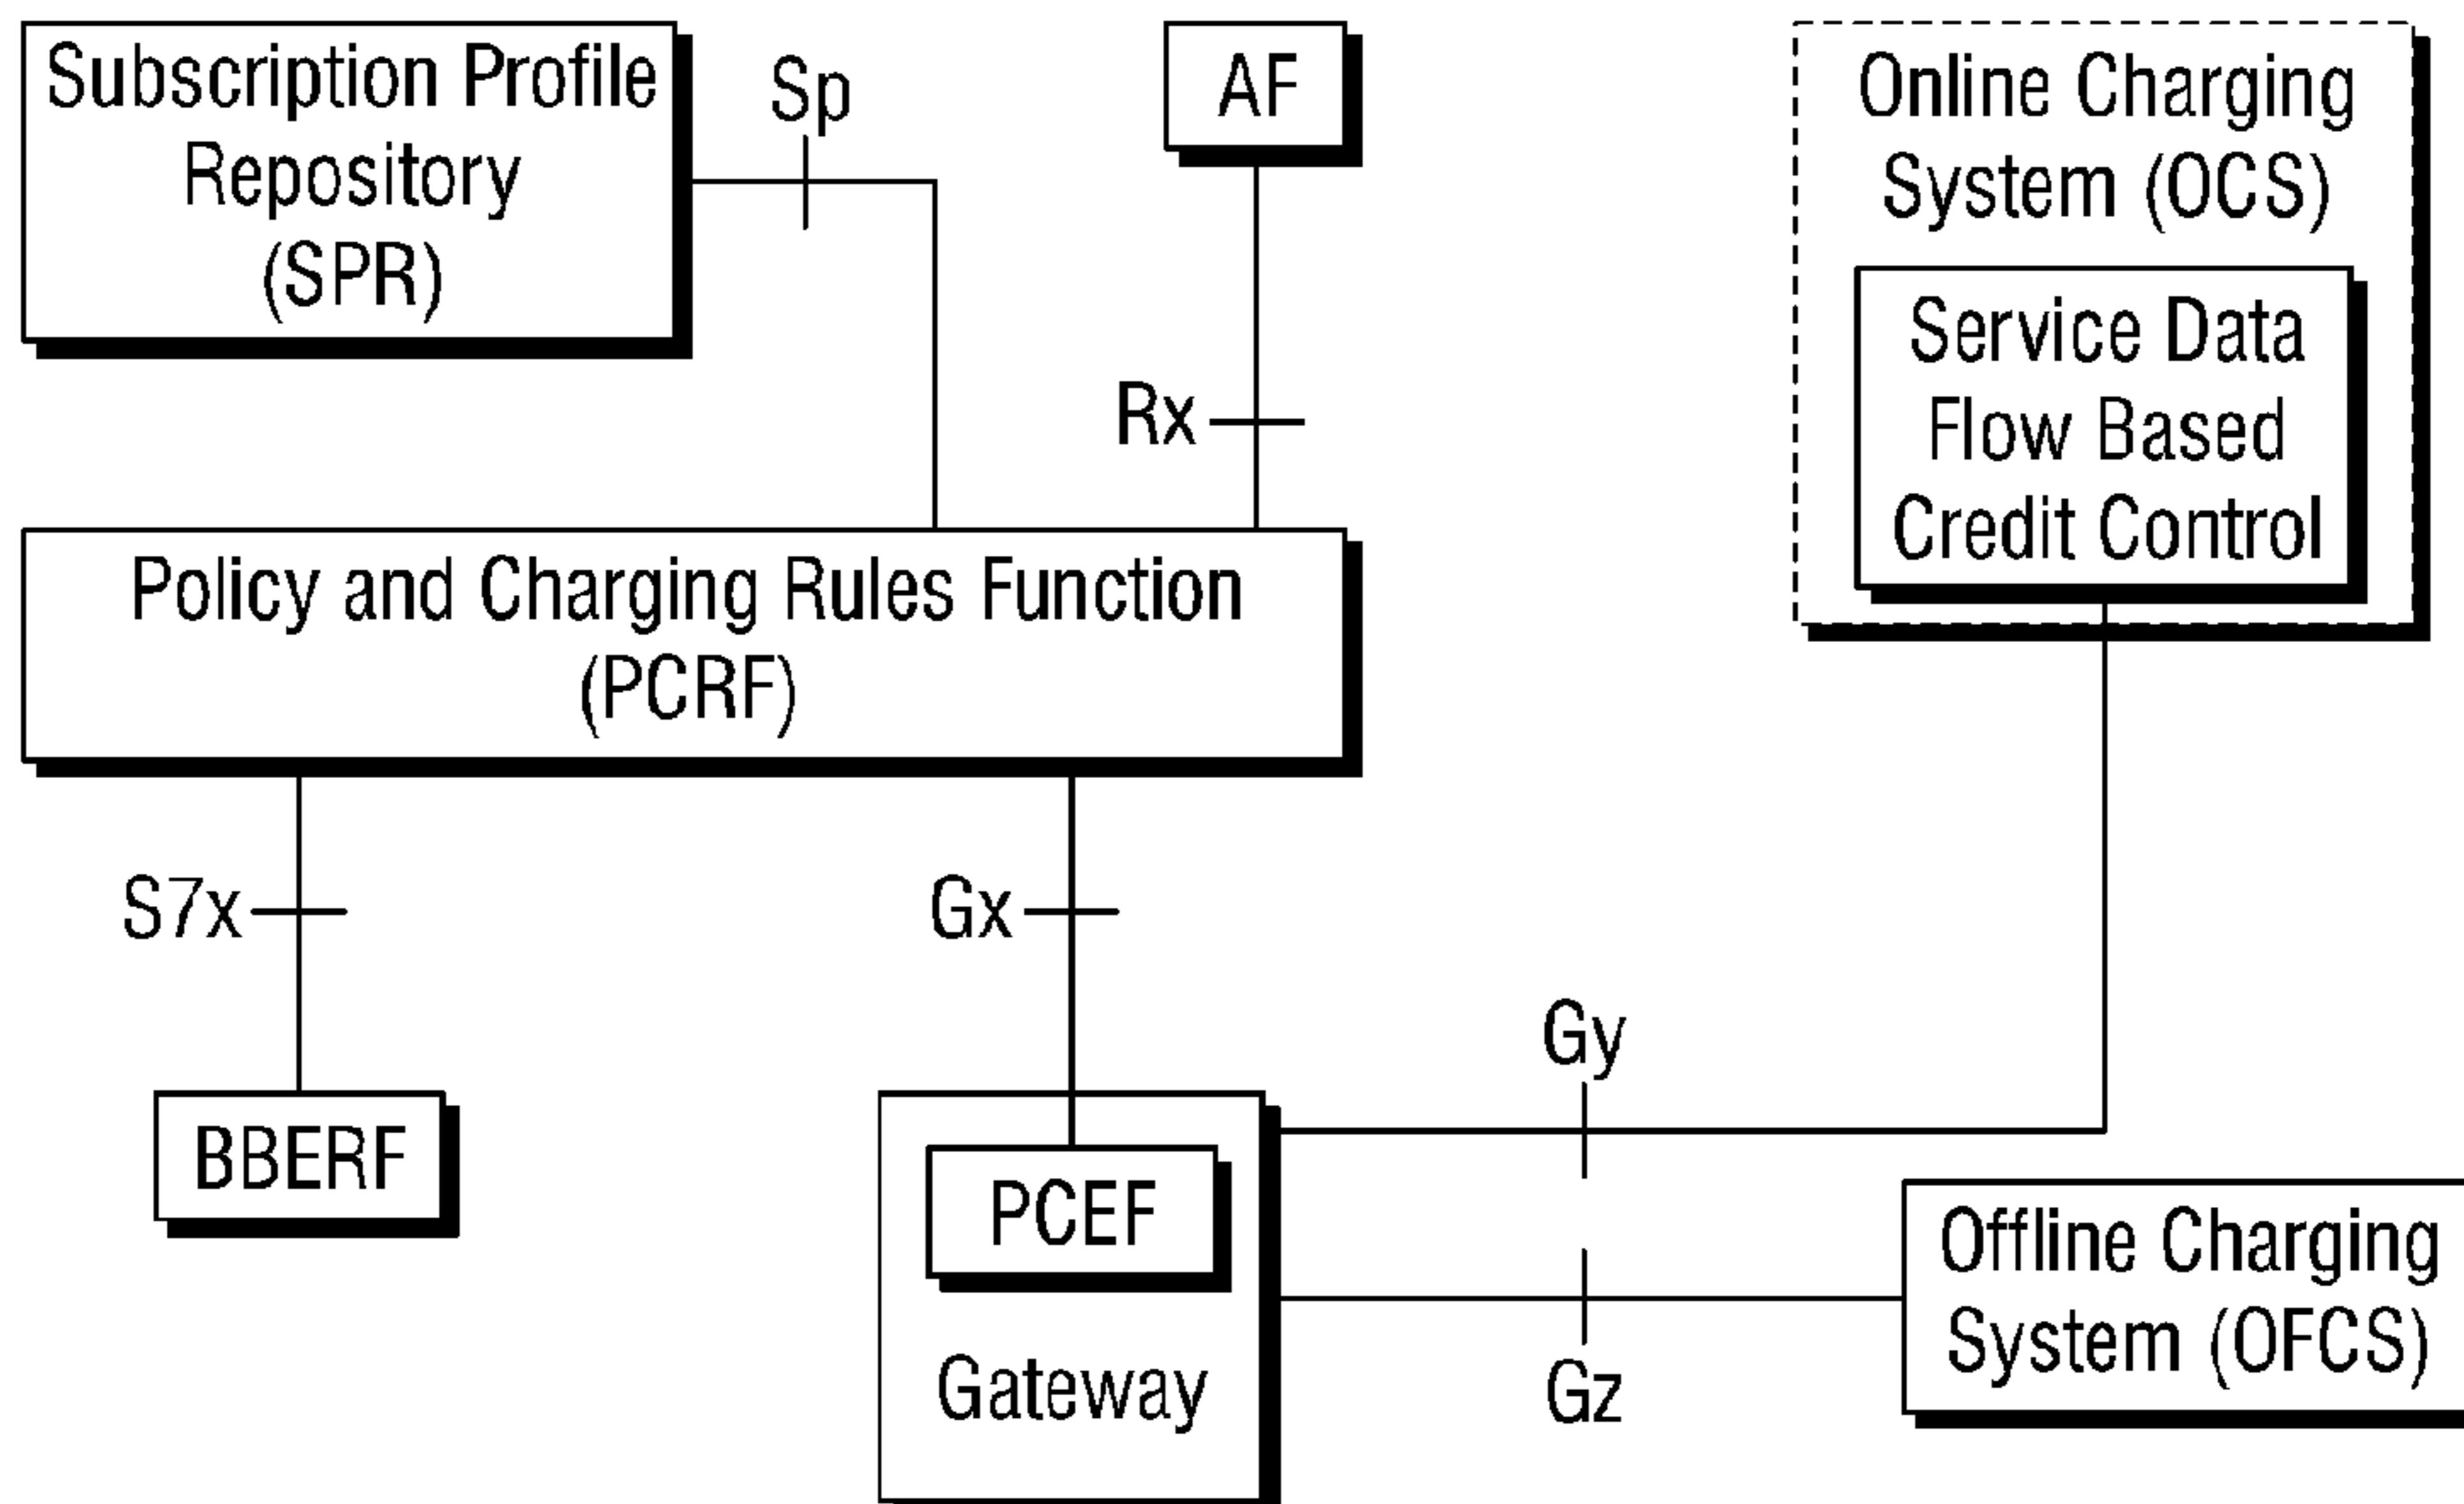 Subscription Profile
Repository
(SPR)
Sp
AF
Online Charging
System (OCS)
Service Data
Flow Based
Credit Control
Rx
Policy and Charging Rules Function
(PCRF)
S7x
Gx
Gy
BBERF
PCEF
Gateway
Offline Charging
System (OFCS)
Gz